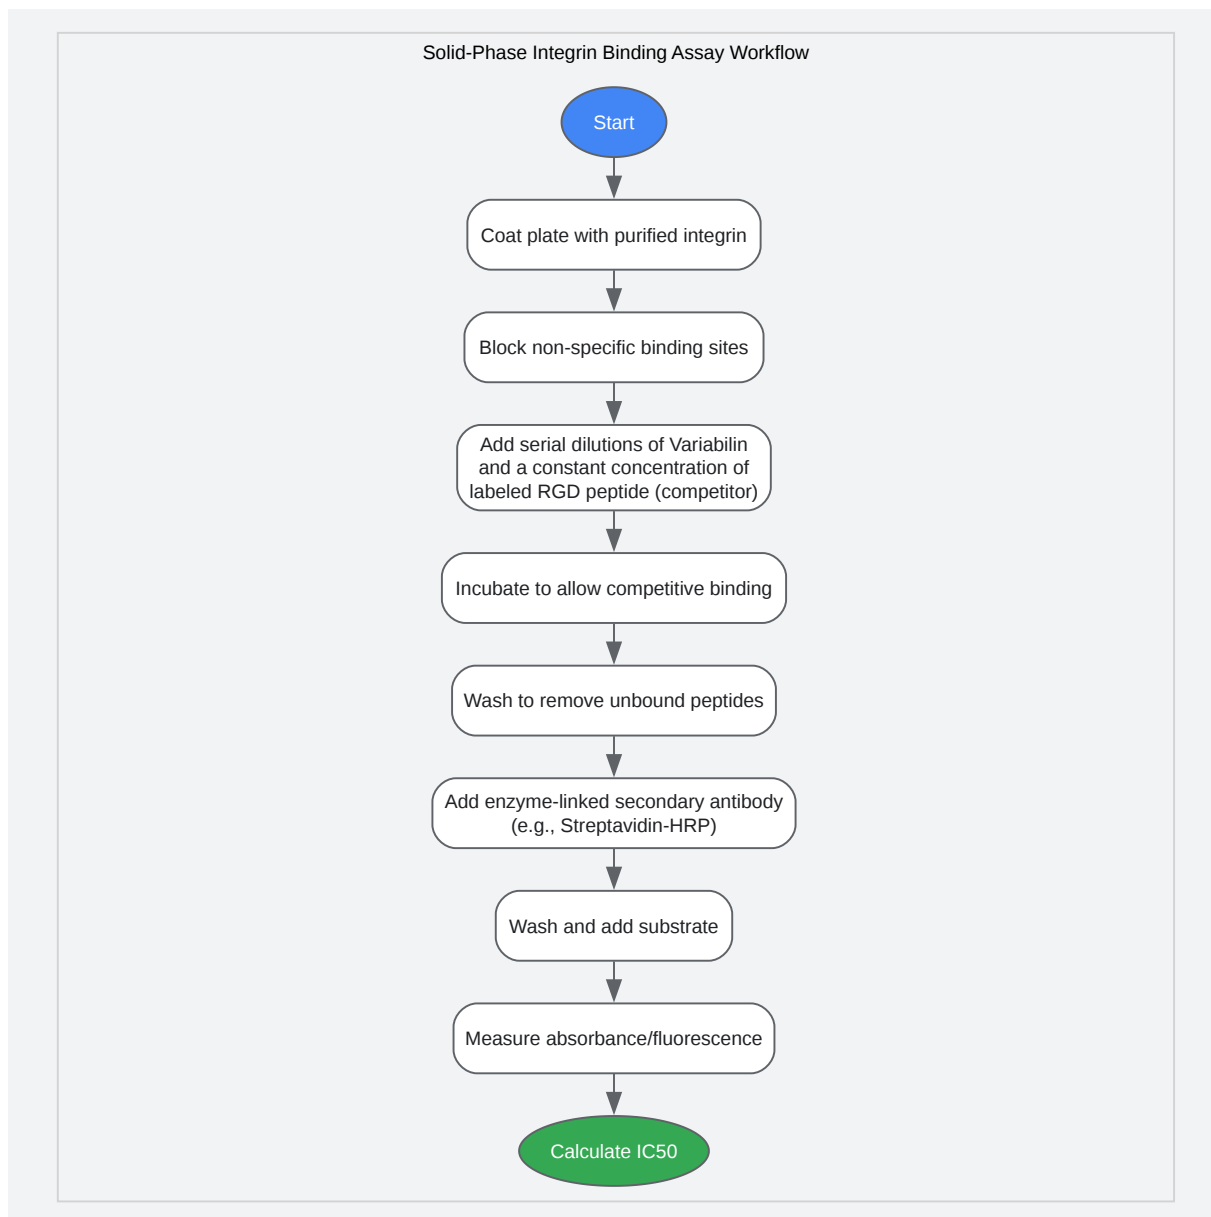 Solid-Phase Integrin Binding Assay Workflow
Start
Coat plate with purified integrin
Block non-specific binding sites
Add serial dilutions of Variabilin
and a constant concentration of
labeled RGD peptide (competitor)
Incubate to allow competitive binding
Wash to remove unbound peptides
Add enzyme-linked secondary antibody
(e.g., Streptavidin-HRP)
Wash and add substrate
Measure absorbance/fluorescence
Calculate IC50